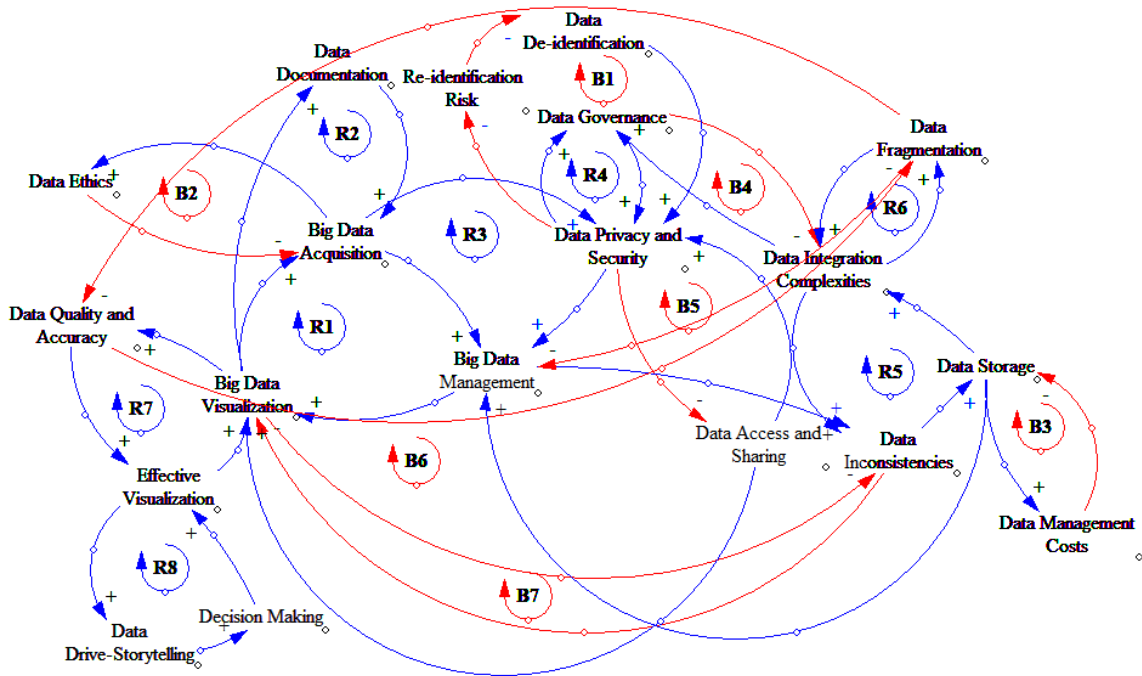 Data
De-identification
Data
Documentation
Re-identification
Risk
B1
Data Governance
R2
Data
Fragmentation
Data Ethics
B2
R4
B4
R6
Big Data
Acquisition
R3
Data Privacy and
Security
Data Integration
Complexities
Data Quality and
Accuracy
R1
B5
Big Data
Management
R5
Data Storage
Big Data
Visualization
R7
B3
Data Access and
Sharing
Data
Inconsistencies
B6
Effective
Visualization
Data Management
Costs
R8
B7
Decision Making
Data
Drive-Storytelling